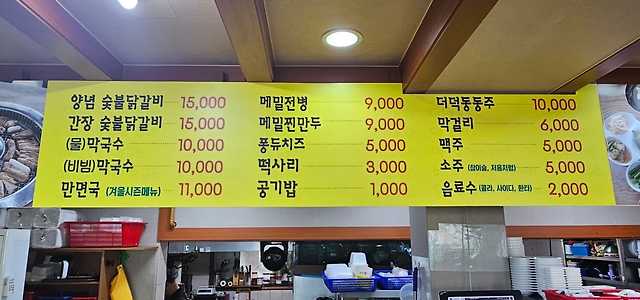 양념 숯불닭갈비 15,000
간장 숯불닭갈비 15,000
(물)막국수 10,000
(비빔)막국수 10,000
만면국 (겨울시즌메뉴) 11,000
메밀전병 9,000
메밀찐만두 9,000
퐁듀치즈 5,000
떡사리 3,000
공기밥 1,000
더덕동동주 10,000
막걸리 6,000
맥주 5,000
소주 (참이슬, 처음처럼) 5,000
음료수 (콜라, 사이다, 환타) 2,000